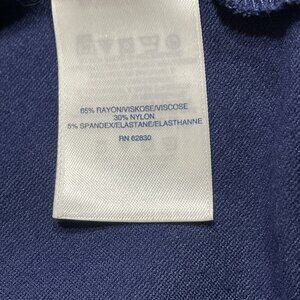 65% RAYON/VISKOSE/VISCOSE
30% NYLON
5% SPANDEX/ELASTANE/ELASTHANNE
RN 62830